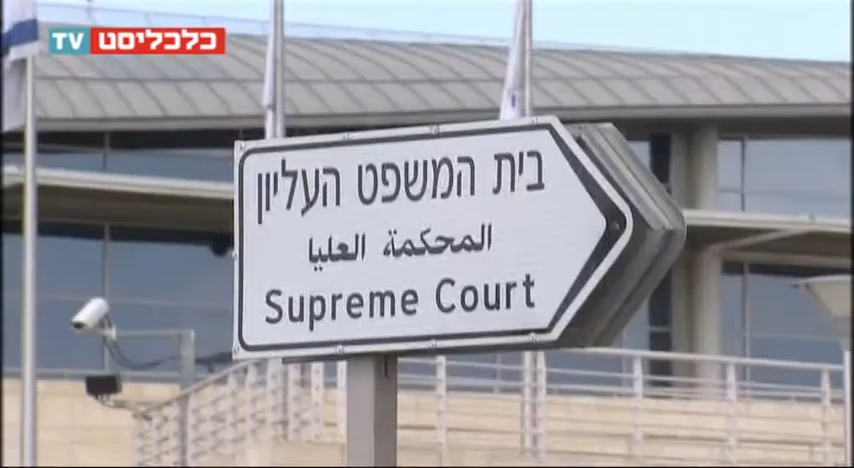 כלכליסט TV
בית המשפט העליון
المحكمة العليا
Supreme Court